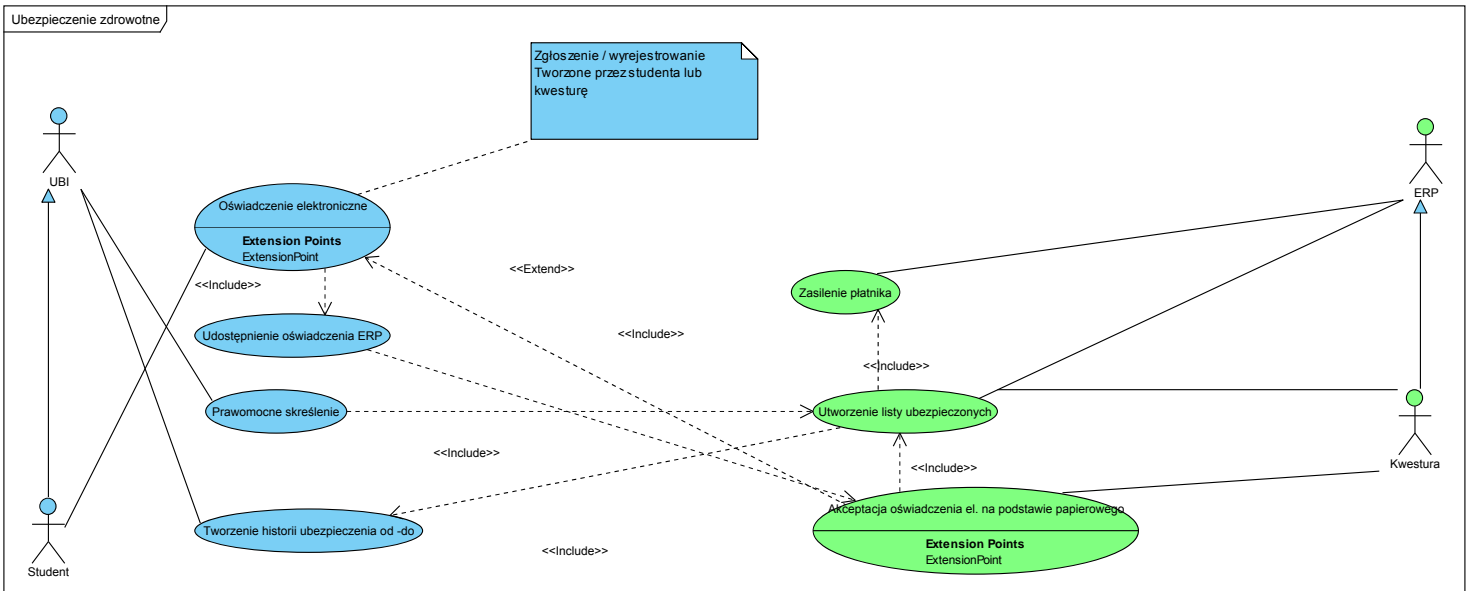 Ubezpieczenie zdrowotne
Zgłoszenie / wyrejestrowanie
Tworzone przez studenta lub
kwesturę
UBI
ERP
Oświadczenie elektroniczne
Extension Points
ExtensionPoint
<<Extend>>
<<Include>>
Zasilenie płatnika
Udostępnienie oświadczenia ERP
<<Include>>
<<Include>>
Prawomocne skreślenie
Utworzenie listy ubezpieczonych
<<Include>>
<<Include>>
Kwestura
Akceptacja oświadczenia el. na podstawie papierowego
Tworzenie historii ubezpieczenia od -do
Extension Points
ExtensionPoint
<<Include>>
Student